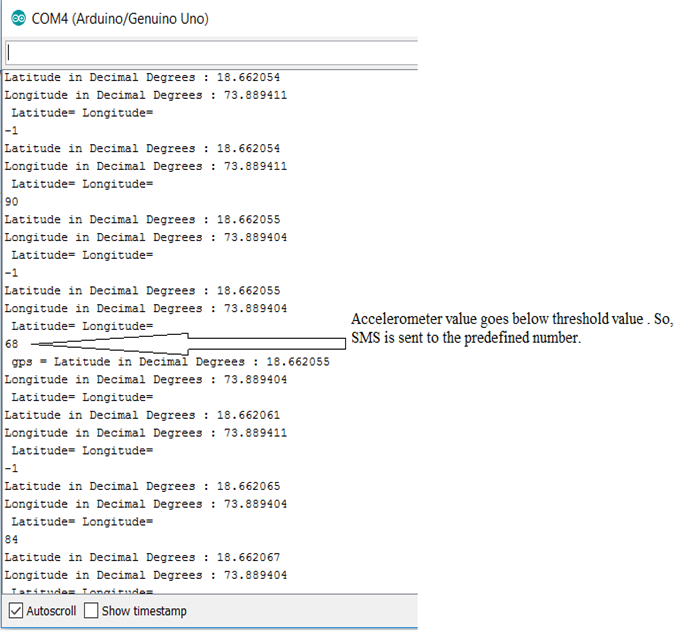 COM4 (Arduino/Genuino Uno)
Latitude in Decimal Degrees : 18.662054
Longitude in Decimal Degrees : 73.889411
Latitude= Longitude=
-1
Latitude in Decimal Degrees : 18.662054
Longitude in Decimal Degrees : 73.889411
Latitude= Longitude=
90
Latitude in Decimal Degrees : 18.662055
Longitude in Decimal Degrees : 73.889404
Latitude= Longitude=
-1
Latitude in Decimal Degrees : 18.662055
Longitude in Decimal Degrees : 73.889404
Latitude= Longitude=
68
Accelerometer value goes below threshold value . So,
SMS is sent to the predefined number.
gps = Latitude in Decimal Degrees : 18.662055
Longitude in Decimal Degrees : 73.889404
Latitude= Longitude=
Latitude in Decimal Degrees : 18.662061
Longitude in Decimal Degrees : 73.889411
Latitude= Longitude=
-1
Latitude in Decimal Degrees : 18.662065
Longitude in Decimal Degrees : 73.889404
Latitude= Longitude=
84
Latitude in Decimal Degrees : 18.662067
Longitude in Decimal Degrees : 73.889404
Latitude= Longitude=
Autoscroll Show timestamp